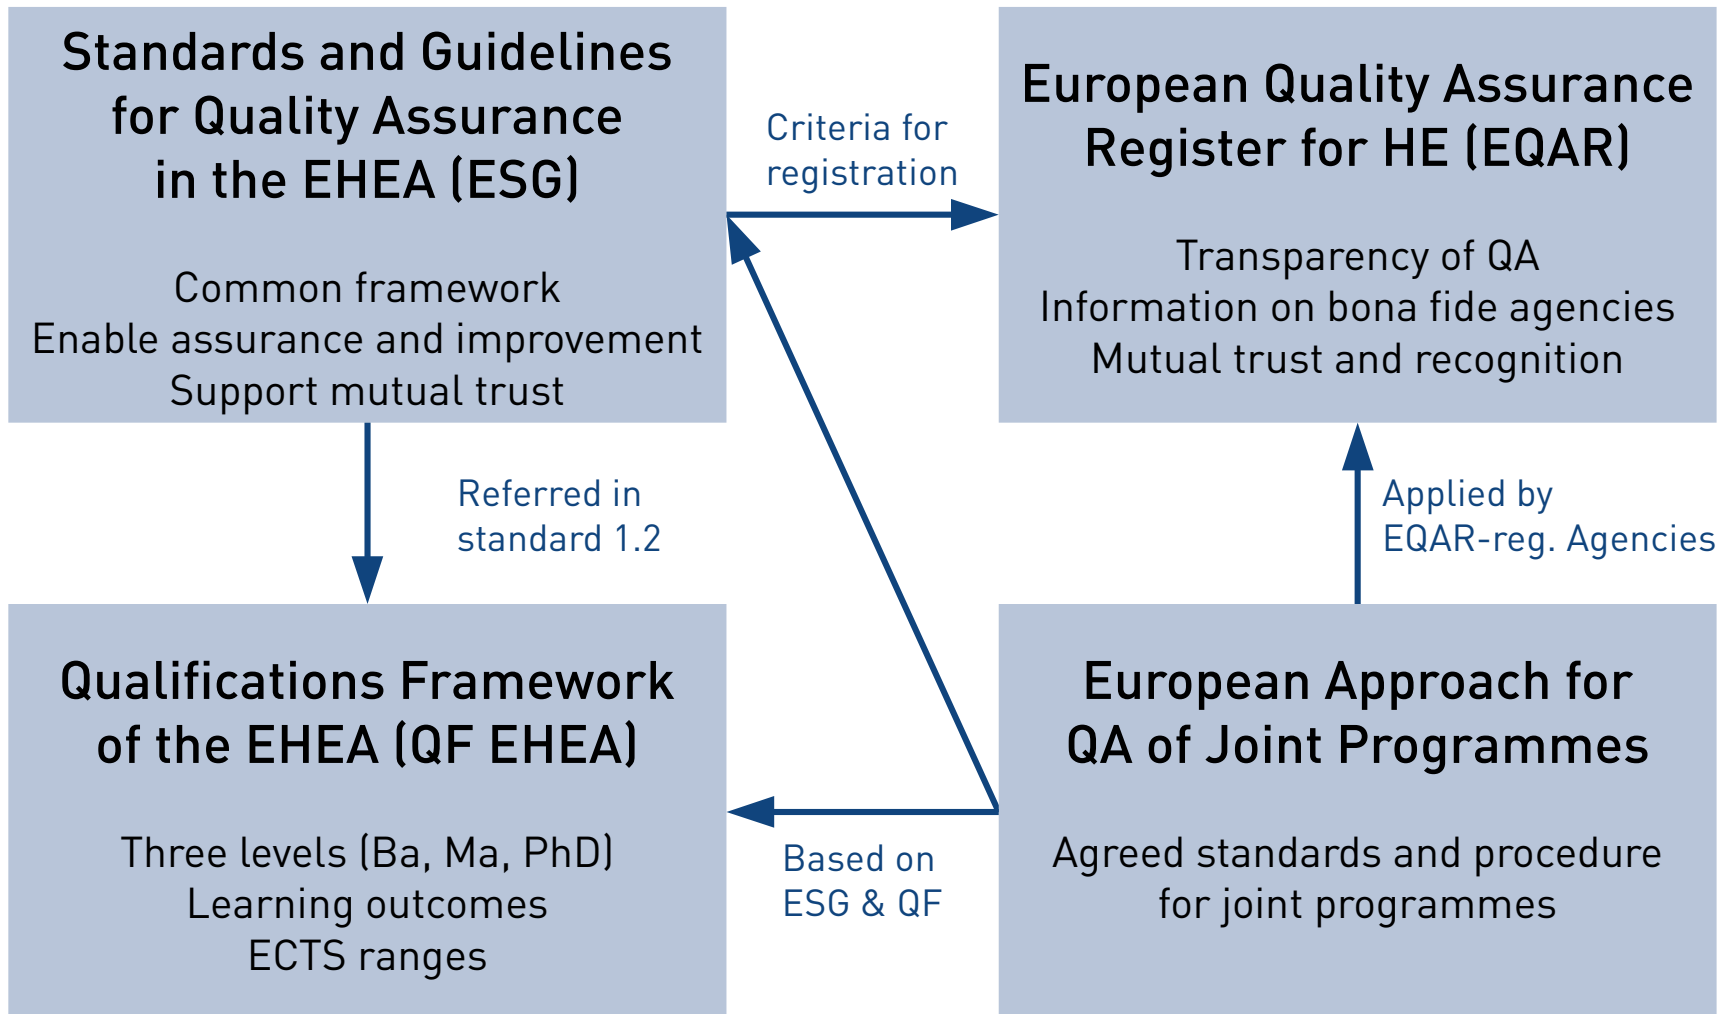 Standards and Guidelines
for Quality Assurance
in the EHEA (ESG)
Common framework
Enable assurance and improvement
Support mutual trust
Criteria for
registration
European Quality Assurance
Register for HE (EQAR)
Transparency of QA
Information on bona fide agencies
Mutual trust and recognition
Referred in
standard 1.2
Applied by
EQAR-reg. Agencies
Qualifications Framework
of the EHEA (QF EHEA)
Three levels (Ba, Ma, PhD)
Learning outcomes
ECTS ranges
Based on
ESG & QF
European Approach for
QA of Joint Programmes
Agreed standards and procedure
for joint programmes